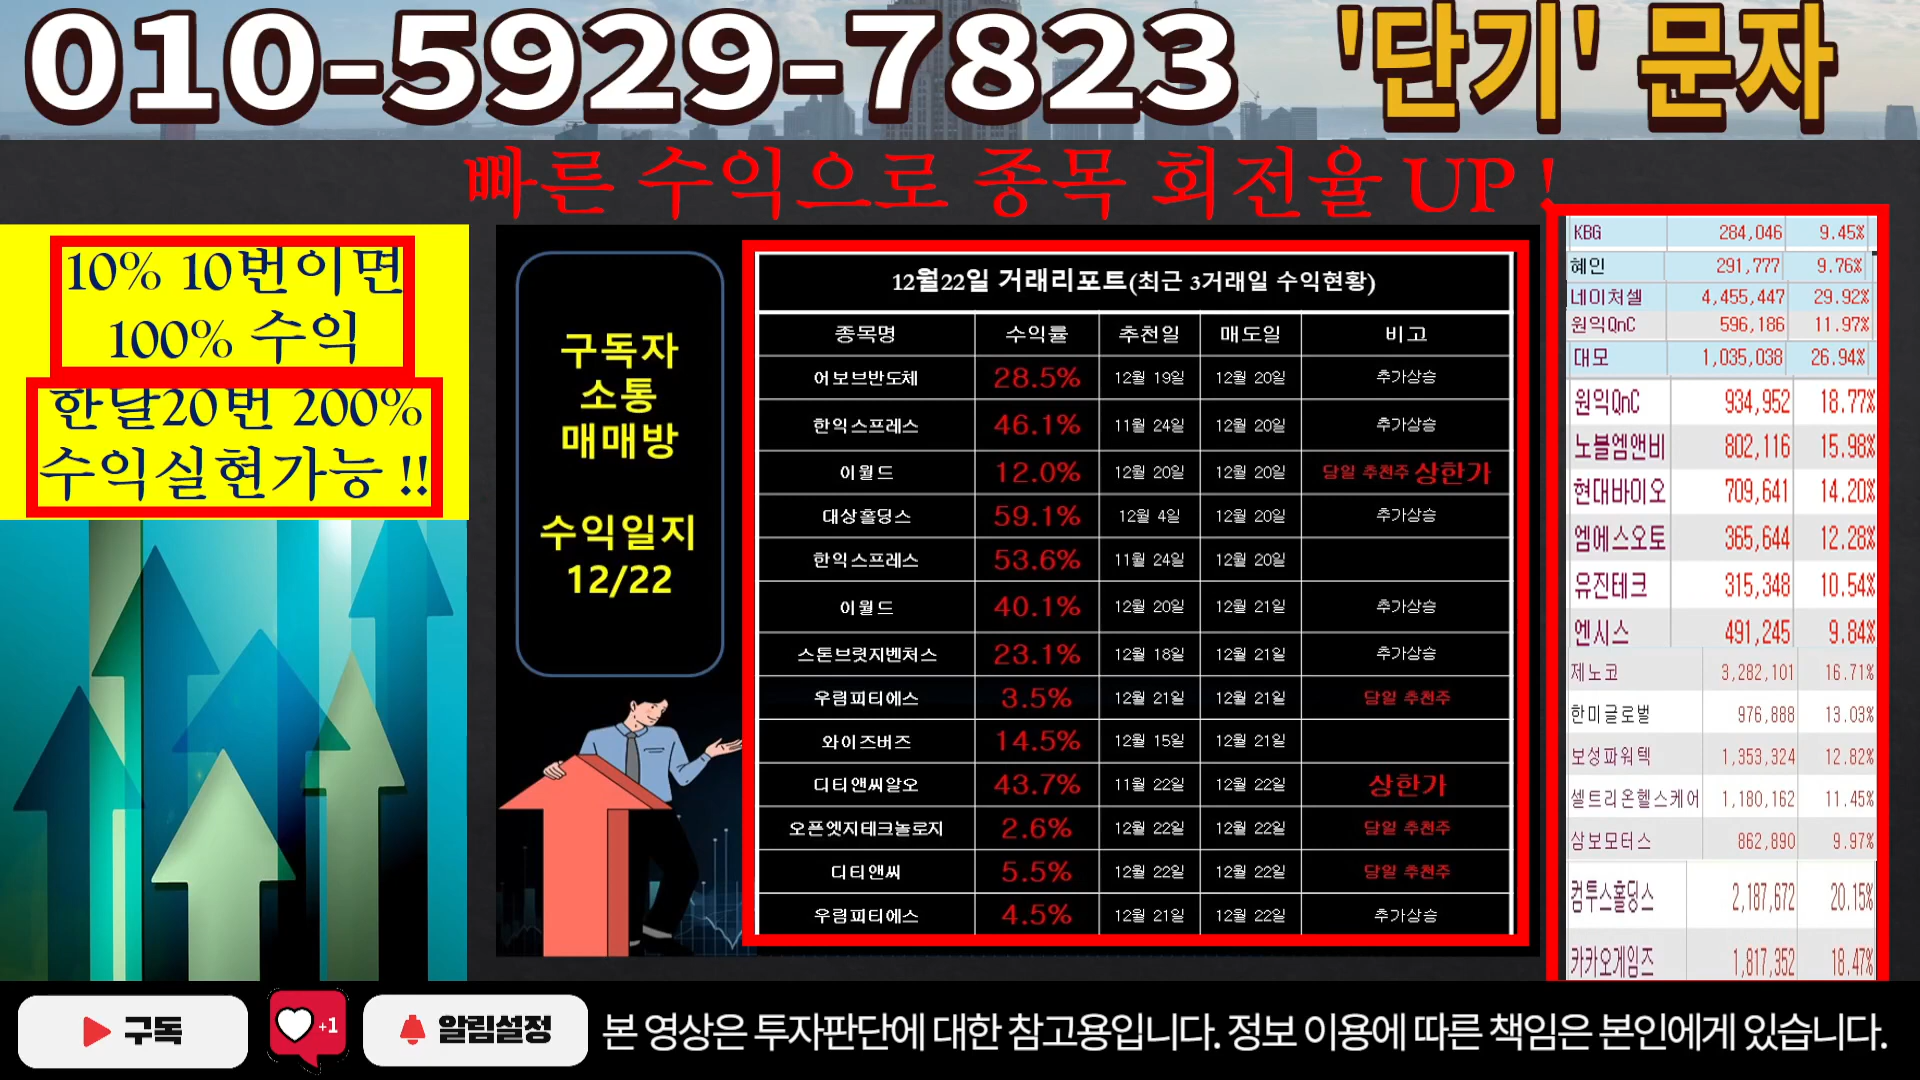 010-5929-7823 '단기' 문자
빠른 수익으로 종목 회전율 UP !
10% 10번이면
100% 수익
한달20번 200%
수익실현가능 !!
구독자
소통
매매방
수익일지
12/22
12월22일 거래리포트(최근 3거래일 수익현황)
종목명 수익률 추천일 매도일 비고
어보브반도체 28.5% 12월 19일 12월 20일 추가상승
한익스프레스 46.1% 11월 24일 12월 20일 추가상승
이월드 12.0% 12월 20일 12월 20일 당일 추천주 상한가
대상홀딩스 59.1% 12월 4일 12월 20일 추가상승
한익스프레스 53.6% 11월 24일 12월 20일
이월드 40.1% 12월 20일 12월 21일 추가상승
스톤브릿지벤처스 23.1% 12월 18일 12월 21일 추가상승
우림피티에스 3.5% 12월 21일 12월 21일 당일 추천주
와이즈버즈 14.5% 12월 15일 12월 21일
디티앤씨알오 43.7% 11월 22일 12월 22일 상한가
오픈엣지테크놀로지 2.6% 12월 22일 12월 22일 당일 추천주
디티앤씨 5.5% 12월 22일 12월 22일 당일 추천주
우림피티에스 4.5% 12월 21일 12월 22일 추가상승
KBG 284,046 9.45%
혜인 291,777 9.76%
네이처셀 4,455,447 29.92%
원익QnC 596,186 11.97%
대모 1,035,038 26.94%
원익QnC 934,952 18.77%
노블엠앤비 802,116 15.98%
현대바이오 709,641 14.20%
엠에스오토 365,644 12.28%
유진테크 315,348 10.54%
엔시스 491,245 9.84%
제노코 3,282,101 16.71%
한미글로벌 976,888 13.03%
보성파워텍 1,353,324 12.82%
셀트리온헬스케어 1,180,162 11.45%
삼보모터스 862,890 9.97%
컴투스홀딩스 2,187,672 20.15%
카카오게임즈 1,817,352 18.47%
구독 +1 알림설정 본 영상은 투자판단에 대한 참고용입니다. 정보 이용에 따른 책임은 본인에게 있습니다.